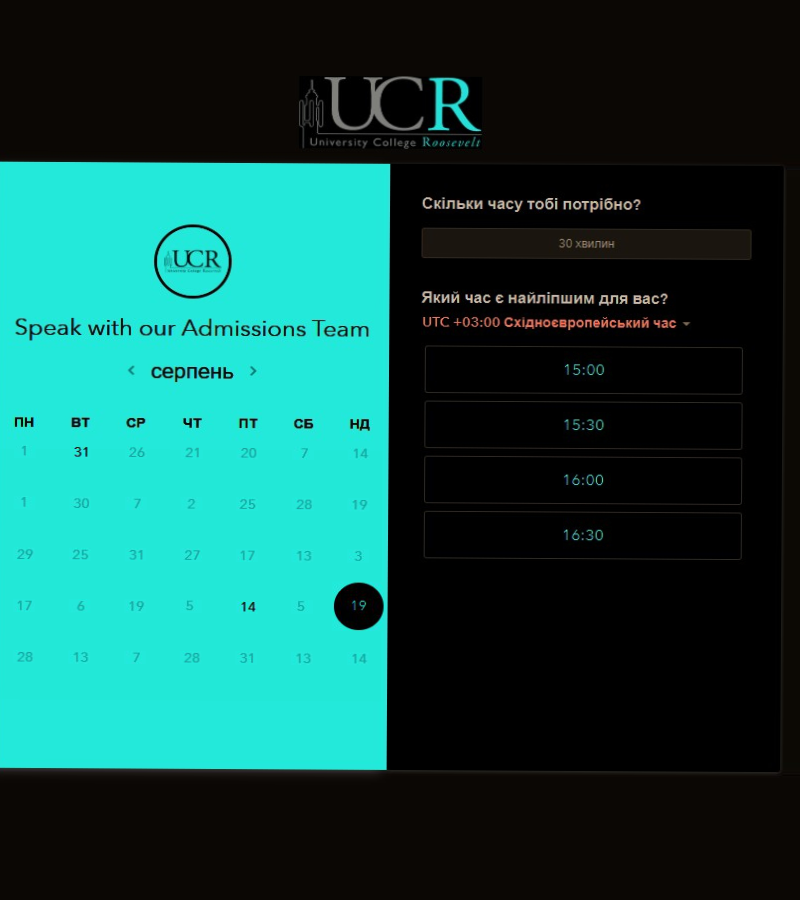 UCR
University College Roosevelt
UCR
Speak with our Admissions Team
серпень
ПН ВТ СР ЧТ ПТ СБ НД
1 31 26 21 20 7 14
1 30 7 2 25 28 19
29 25 31 27 17 13 3
17 6 19 5 14 5 19
28 13 7 28 31 13 14
Скільки часу тобі потрібно?
30 хвилин
Який час є найліпшим для вас?
UTC +03:00 Східноєвропейський час
15:00
15:30
16:00
16:30